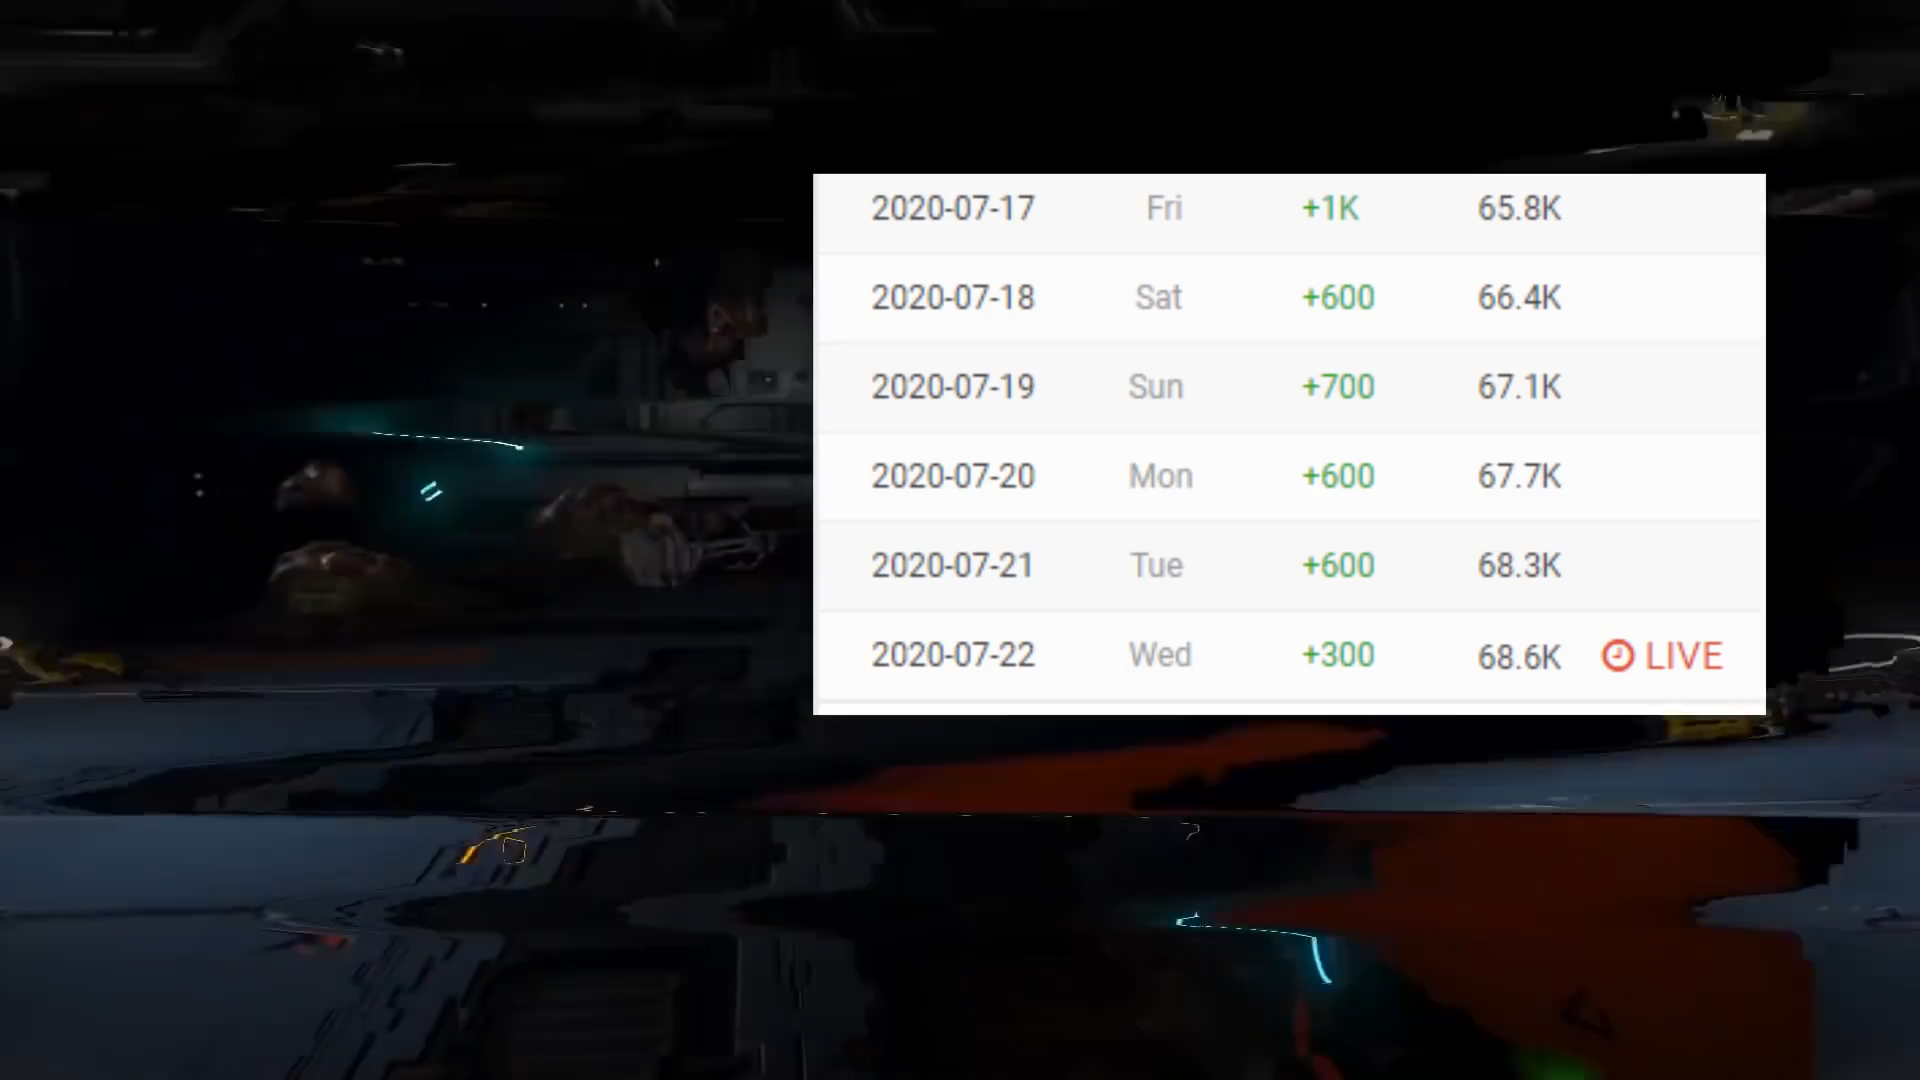 2020-07-17 Fri +1K 65.8K
2020-07-18 Sat +600 66.4K
2020-07-19 Sun +700 67.1K
2020-07-20 Mon +600 67.7K
2020-07-21 Tue +600 68.3K
2020-07-22 Wed +300 68.6K LIVE